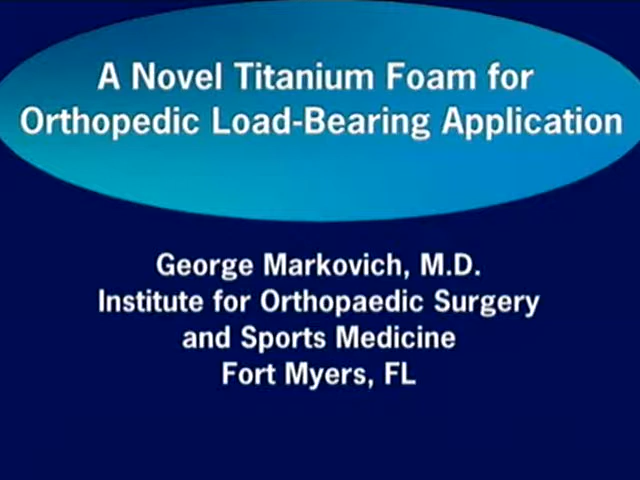 A Novel Titanium Foam for
Orthopedic Load-Bearing Application
George Markovich, M.D.
Institute for Orthopaedic Surgery
and Sports Medicine
Fort Myers, FL